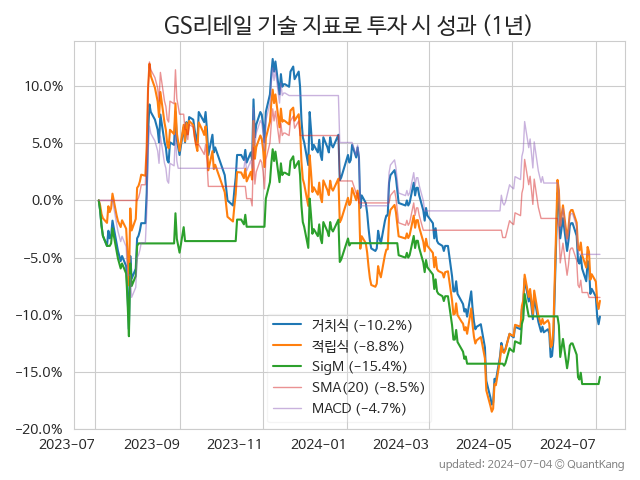 GS리테일 기술 지표로 투자 시 성과 (1년)
10.0%
5.0%
0.0%
−5.0%
−10.0%
−15.0%
−20.0%
거치식 (−10.2%)
적립식 (−8.8%)
SigM (−15.4%)
SMA(20) (−8.5%)
MACD (−4.7%)
2023-07 2023-09 2023-11 2024-01 2024-03 2024-05 2024-07
updated: 2024-07-04 © QuantKang